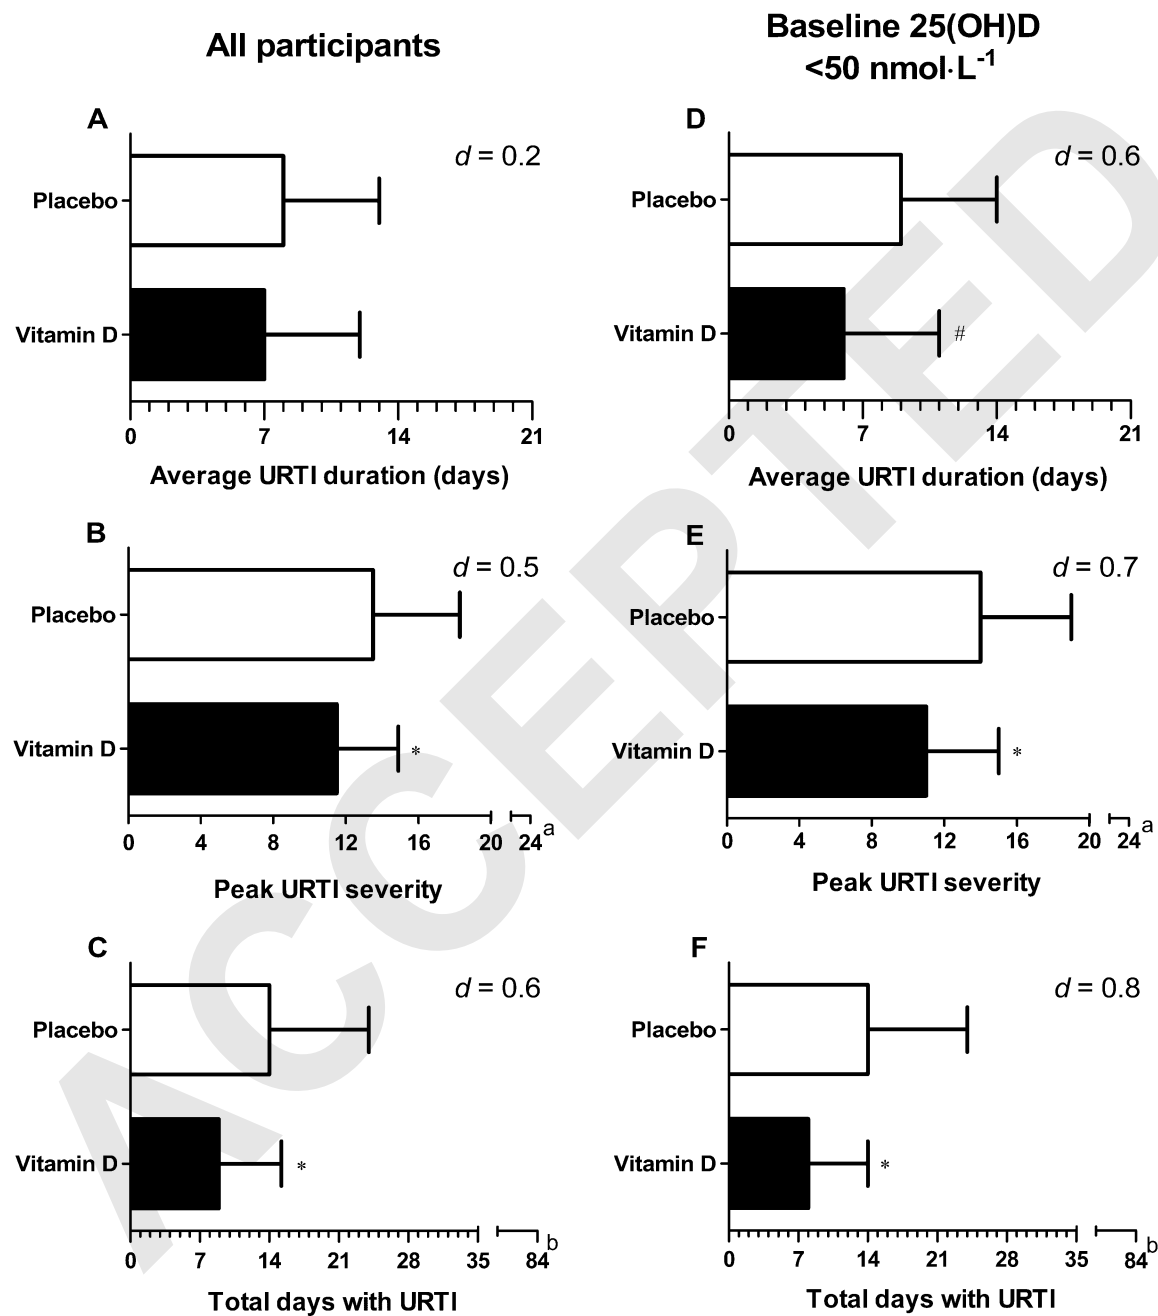 All participants
Baseline 25(OH)D
<50 nmol·L⁻¹
A
d = 0.2
Placebo
Vitamin D
0 7 14 21
Average URTI duration (days)
D
d = 0.6
Placebo
Vitamin D
#
0 7 14 21
Average URTI duration (days)
B
d = 0.5
Placebo
Vitamin D
*
0 4 8 12 16 20 24 a
Peak URTI severity
E
d = 0.7
Placebo
Vitamin D
*
0 4 8 12 16 20 24 a
Peak URTI severity
C
d = 0.6
Placebo
Vitamin D
*
0 7 14 21 28 35 84 b
Total days with URTI
F
d = 0.8
Placebo
Vitamin D
*
0 7 14 21 28 35 84 b
Total days with URTI
ACCEPTED